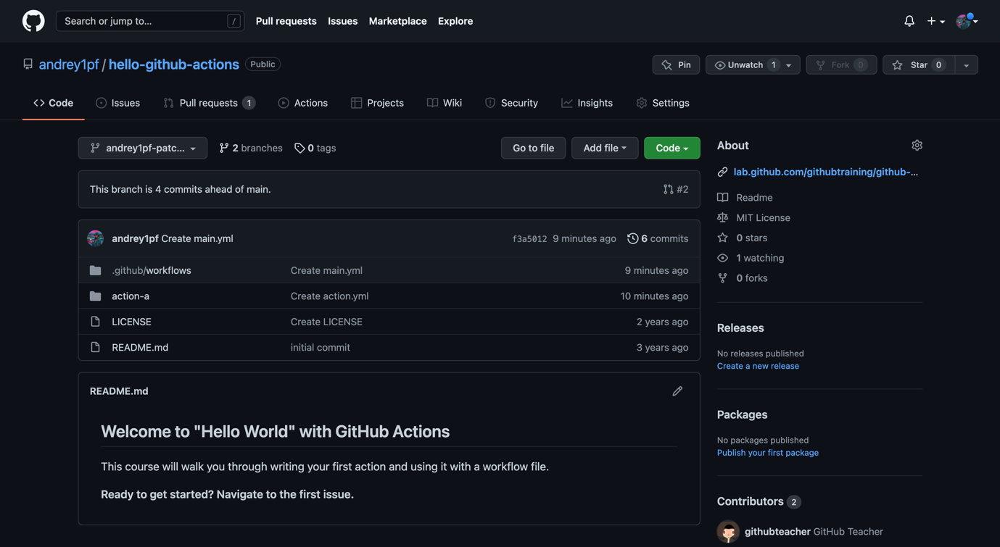 Search or jump to... /
Pull requests Issues Marketplace Explore
andrey1pf / hello-github-actions Public
Pin Unwatch 1 Fork 0 Star 0
Code Issues Pull requests 1 Actions Projects Wiki Security Insights Settings
andrey1pf-patc... 2 branches 0 tags Go to file Add file Code
This branch is 4 commits ahead of main. #2
andrey1pf Create main.yml f3a5012 9 minutes ago 6 commits
.github/workflows Create main.yml 9 minutes ago
action-a Create action.yml 10 minutes ago
LICENSE Create LICENSE 2 years ago
README.md initial commit 3 years ago
README.md
Welcome to "Hello World" with GitHub Actions
This course will walk you through writing your first action and using it with a workflow file.
Ready to get started? Navigate to the first issue.
About
lab.github.com/githubtraining/github-...
Readme
MIT License
0 stars
1 watching
0 forks
Releases
No releases published
Create a new release
Packages
No packages published
Publish your first package
Contributors 2
githubteacher GitHub Teacher